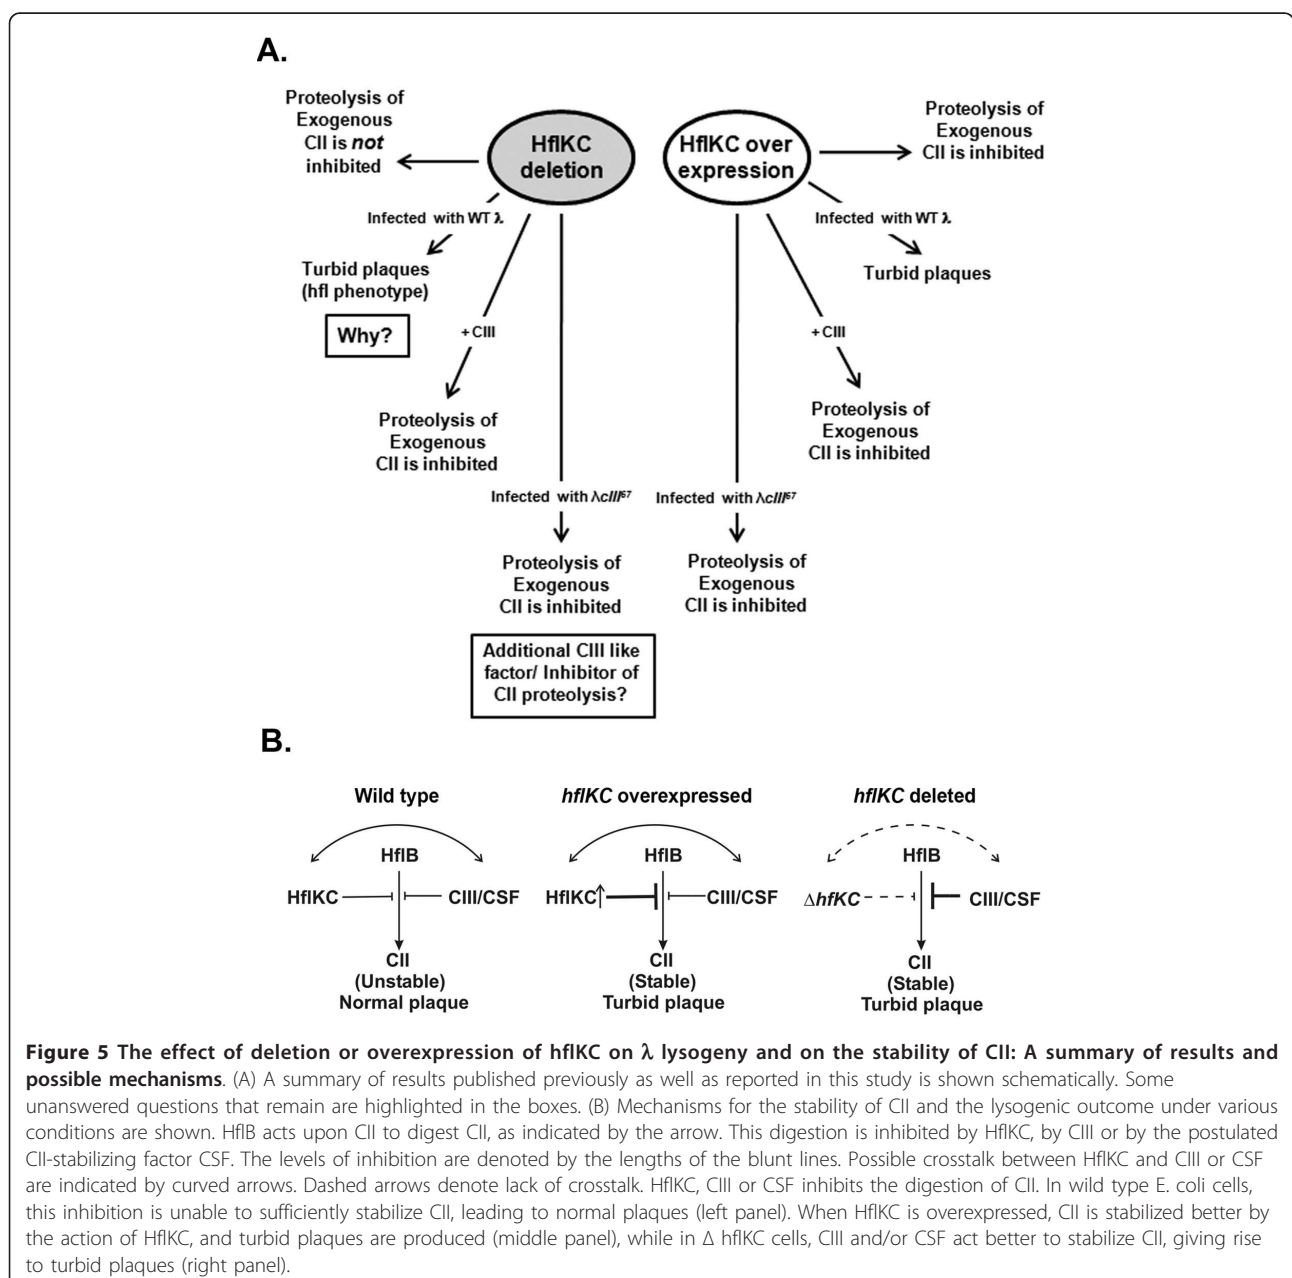 A.
Proteolysis of
Exogenous
CII is not
inhibited
HflKC
deletion
HflKC over
expression
Proteolysis of
Exogenous
CII is inhibited
Infected with WT λ
Infected with WT λ
Turbid plaques
(hfl phenotype)
Turbid plaques
Why?
+ CIII
+ CIII
Proteolysis of
Exogenous
CII is inhibited
Proteolysis of
Exogenous
CII is inhibited
Infected with λcIII⁶⁷
Infected with λcIII⁶⁷
Proteolysis of
Exogenous
CII is inhibited
Proteolysis of
Exogenous
CII is inhibited
Additional CIII like
factor/ Inhibitor of
CII proteolysis?
B.
Wild type
HflB
HflKC
CIII/CSF
CII
(Unstable)
Normal plaque
hflKC overexpressed
HflB
HflKC↑
CIII/CSF
CII
(Stable)
Turbid plaque
hflKC deleted
HflB
ΔhfKC
CIII/CSF
CII
(Stable)
Turbid plaque
Figure 5 The effect of deletion or overexpression of hflKC on λ lysogeny and on the stability of CII: A summary of results and
possible mechanisms. (A) A summary of results published previously as well as reported in this study is shown schematically. Some
unanswered questions that remain are highlighted in the boxes. (B) Mechanisms for the stability of CII and the lysogenic outcome under various
conditions are shown. HflB acts upon CII to digest CII, as indicated by the arrow. This digestion is inhibited by HflKC, by CIII or by the postulated
CII-stabilizing factor CSF. The levels of inhibition are denoted by the lengths of the blunt lines. Possible crosstalk between HflKC and CIII or CSF
are indicated by curved arrows. Dashed arrows denote lack of crosstalk. HflKC, CIII or CSF inhibits the digestion of CII. In wild type E. coli cells,
this inhibition is unable to sufficiently stabilize CII, leading to normal plaques (left panel). When HflKC is overexpressed, CII is stabilized better by
the action of HflKC, and turbid plaques are produced (middle panel), while in Δ hflKC cells, CIII and/or CSF act better to stabilize CII, giving rise
to turbid plaques (right panel).